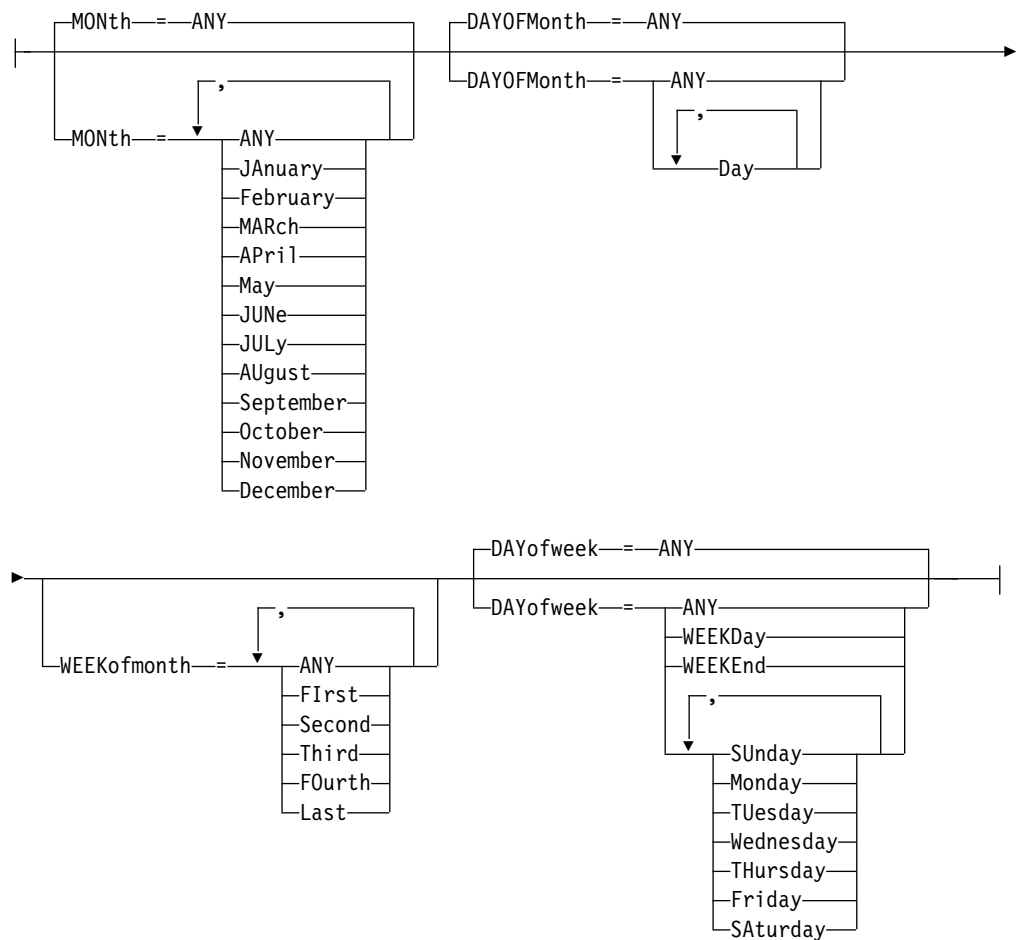 MONth = ANY
DAYOFMonth = ANY
DAYOFMonth = ANY
,
,
MONth = ANY
JAnuary
Day
February
MARch
APril
May
JUNe
JULy
AUgust
September
October
November
December
DAYofweek = ANY
DAYofweek = ANY
,
WEEKDay
WEEKofmonth = ANY
WEEKEnd
FIrst
,
Second
Third
SUnday
FOurth
Monday
Last
TUesday
Wednesday
THursday
Friday
SAturday